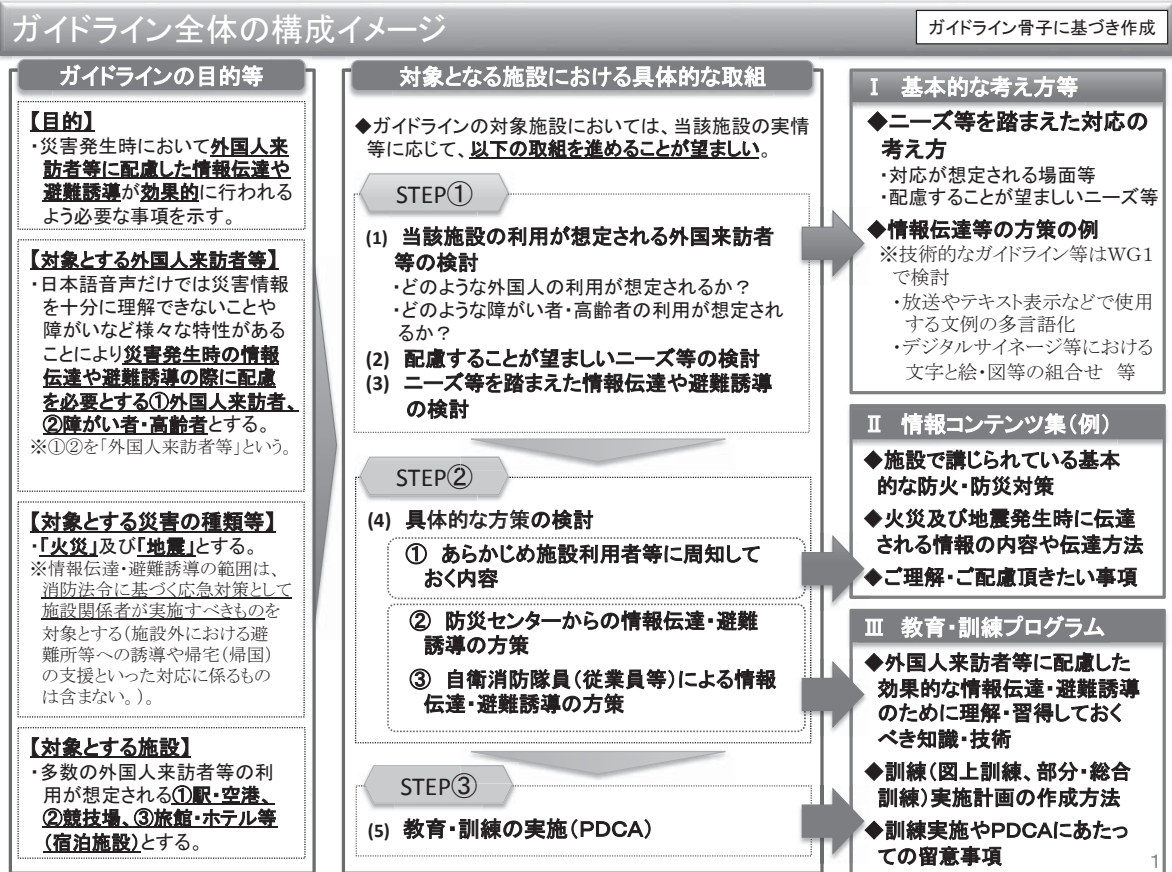 ガイドライン全体の構成イメージ
ガイドライン骨子に基づき作成
ガイドラインの目的等
【目的】
・災害発生時において外国人来
訪者等に配慮した情報伝達や
避難誘導が効果的に行われる
よう必要な事項を示す。
【対象とする外国人来訪者等】
・日本語音声だけでは災害情報
を十分に理解できないことや
障がいなど様々な特性がある
ことにより災害発生時の情報
伝達や避難誘導の際に配慮
を必要とする①外国人来訪者、
②障がい者・高齢者とする。
※①②を「外国人来訪者等」という。
【対象とする災害の種類等】
・「火災」及び「地震」とする。
※情報伝達・避難誘導の範囲は、
消防法令に基づく応急対策として
施設関係者が実施すべきものを
対象とする(施設外における避
難所等への誘導や帰宅(帰国)
の支援といった対応に係るもの
は含まない。)。
【対象とする施設】
・多数の外国人来訪者等の利
用が想定される①駅・空港、
②競技場、③旅館・ホテル等
(宿泊施設)とする。
対象となる施設における具体的な取組
◆ガイドラインの対象施設においては、当該施設の実情
等に応じて、以下の取組を進めることが望ましい。
STEP①
(1) 当該施設の利用が想定される外国来訪者
等の検討
・どのような外国人の利用が想定されるか?
・どのような障がい者・高齢者の利用が想定され
るか?
(2) 配慮することが望ましいニーズ等の検討
(3) ニーズ等を踏まえた情報伝達や避難誘導
の検討
STEP②
(4) 具体的な方策の検討
① あらかじめ施設利用者等に周知して
おく内容
② 防災センターからの情報伝達・避難
誘導の方策
③ 自衛消防隊員(従業員等)による情報
伝達・避難誘導の方策
STEP③
(5) 教育・訓練の実施(PDCA)
Ⅰ 基本的な考え方等
◆ニーズ等を踏まえた対応の
考え方
・対応が想定される場面等
・配慮することが望ましいニーズ等
◆情報伝達等の方策の例
※技術的なガイドライン等はWG1
で検討
・放送やテキスト表示などで使用
する文例の多言語化
・デジタルサイネージ等における
文字と絵・図等の組合せ 等
Ⅱ 情報コンテンツ集(例)
◆施設で講じられている基本
的な防火・防災対策
◆火災及び地震発生時に伝達
される情報の内容や伝達方法
◆ご理解・ご配慮頂きたい事項
Ⅲ 教育・訓練プログラム
◆外国人来訪者等に配慮した
効果的な情報伝達・避難誘導
のために理解・習得しておく
べき知識・技術
◆訓練(図上訓練、部分・総合
訓練)実施計画の作成方法
◆訓練実施やPDCAにあたっ
ての留意事項
1